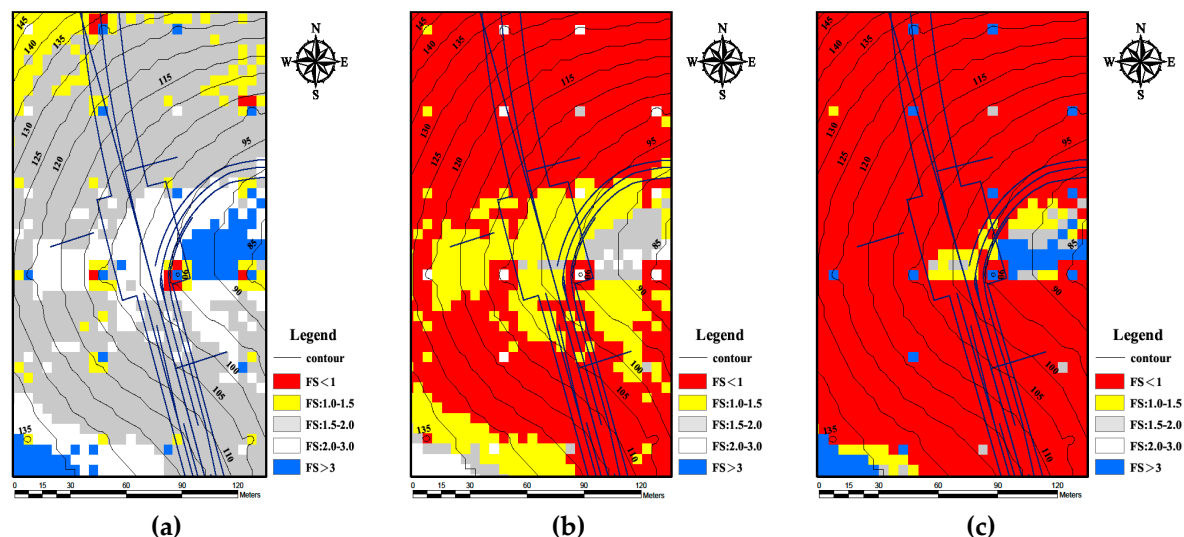 N
W E
S
145
140
135
130
125
120
115
95
85
90
100
105
110
135
Legend
contour
FS<1
FS:1.0-1.5
FS:1.5-2.0
FS:2.0-3.0
FS>3
0 15 30 60 90 120
Meters
(a)
N
W E
S
145
140
135
130
125
120
115
95
85
90
100
105
110
135
Legend
contour
FS<1
FS:1.0-1.5
FS:1.5-2.0
FS:2.0-3.0
FS>3
0 15 30 60 90 120
Meters
(b)
N
W E
S
145
140
135
130
125
120
115
95
85
90
100
105
110
135
Legend
contour
FS<1
FS:1.0-1.5
FS:1.5-2.0
FS:2.0-3.0
FS>3
0 15 30 60 90 120
Meters
(c)